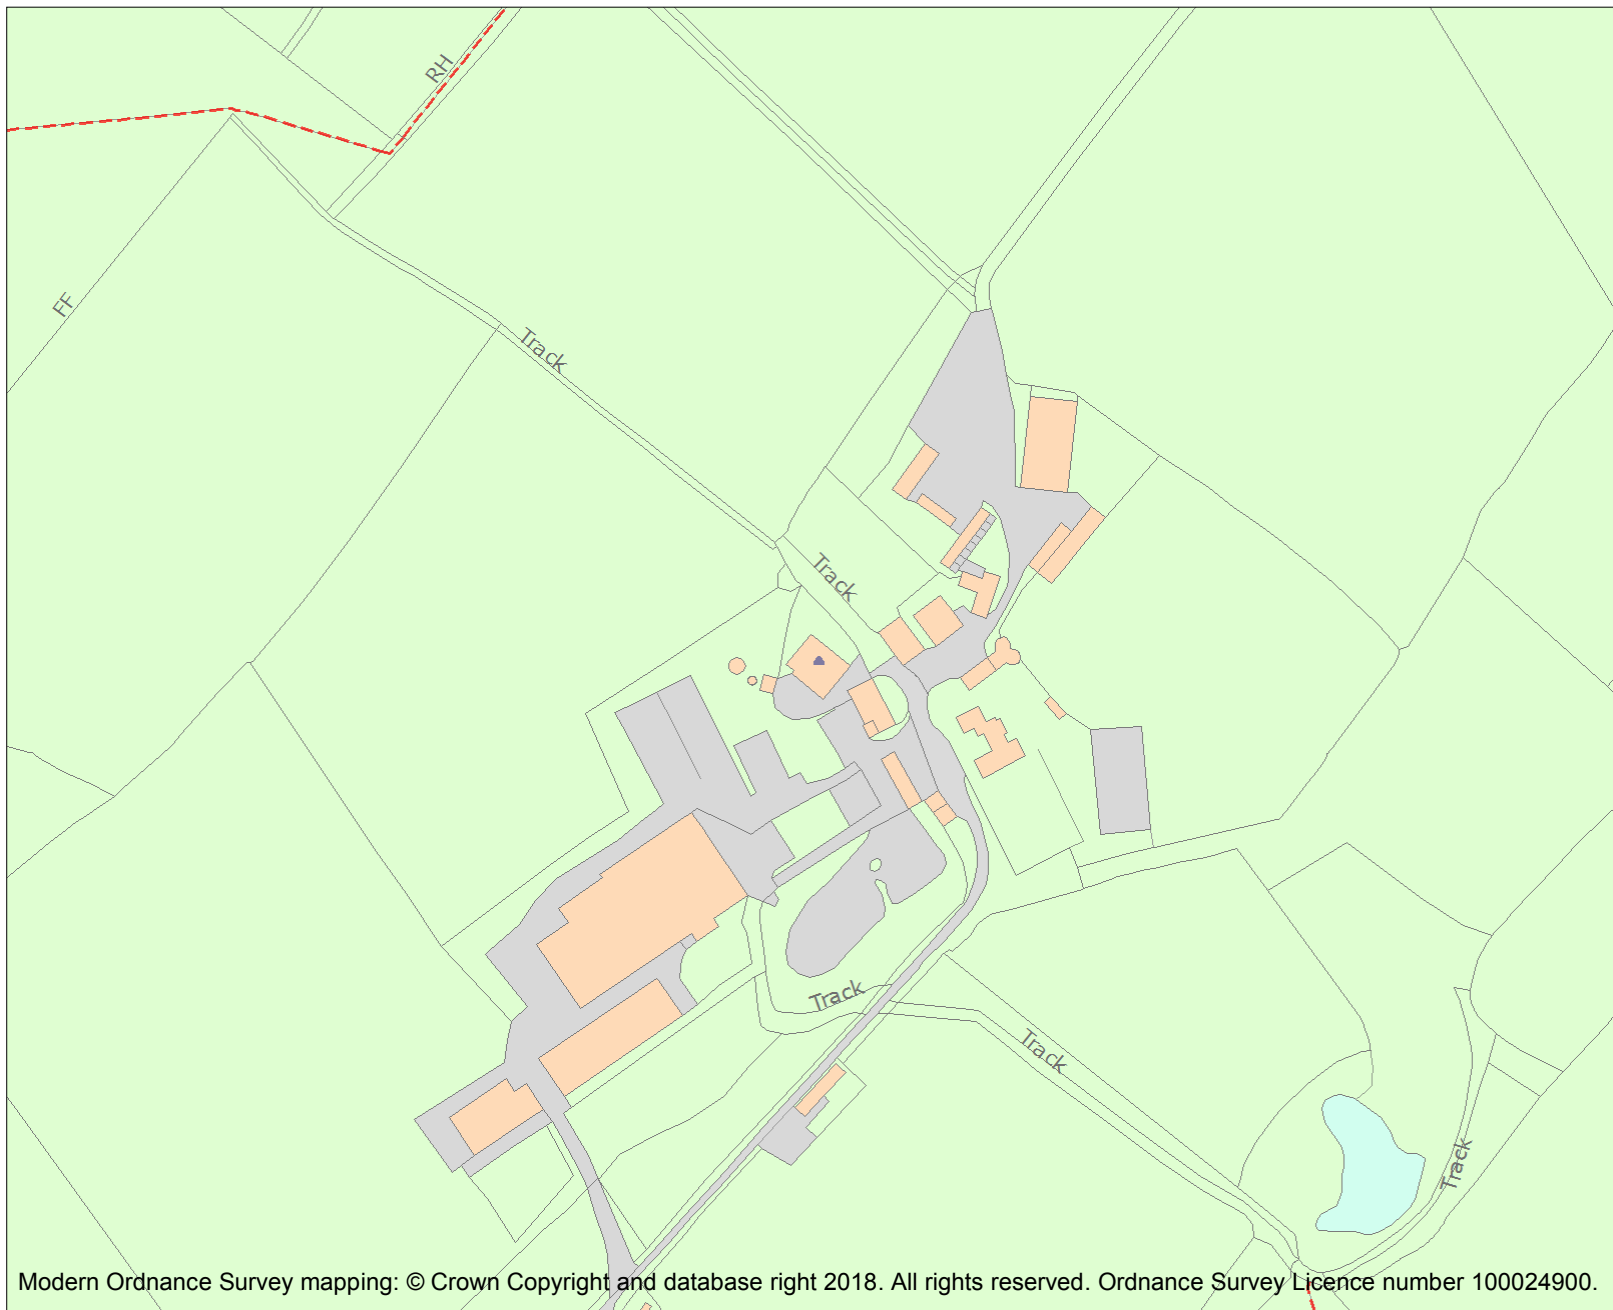 RH
FF
Track
Track
Track
Track
Track
Modern Ordnance Survey mapping: © Crown Copyright and database right 2018. All rights reserved. Ordnance Survey Licence number 100024900.